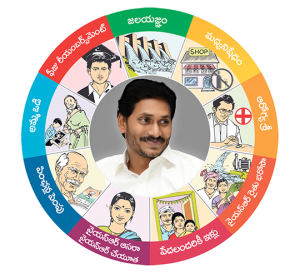 జలయజ్ఞం
మద్యనిషేధం
SHOP
ఆరోగ్యశ్రీ
వైయస్ఆర్ రైతు భరోసా
పేదలందరికీ ఇళ్లు
వైయస్ఆర్ ఆసరా
వైయస్ఆర్ చేయూత
పింఛన్ల పెంపు
అమ్మ ఒడి
ఫీజు రీయింబర్స్‌మెంట్